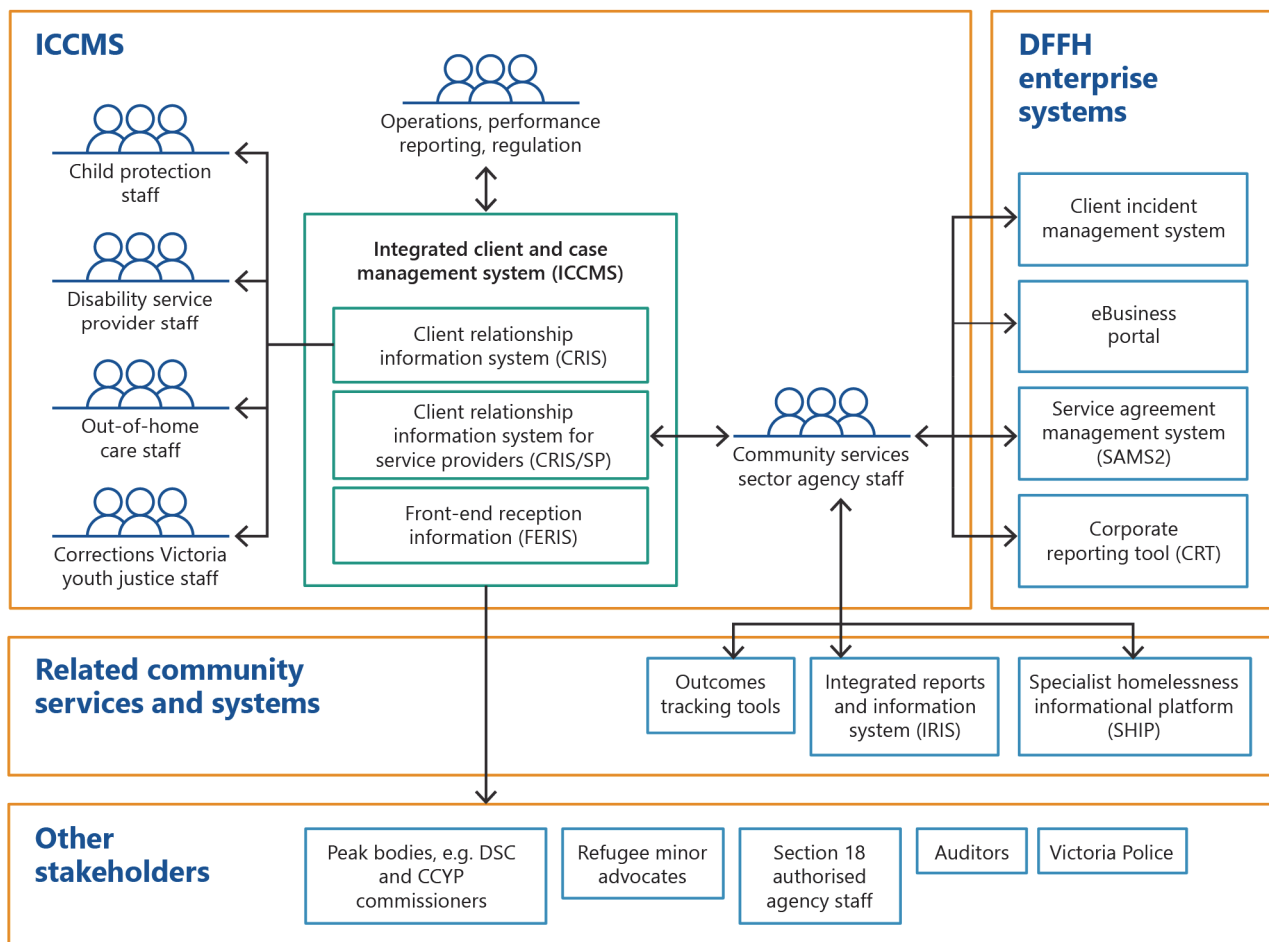 ICCMS
Operations, performance
reporting, regulation
Child protection
staff
Disability service
provider staff
Out-of-home
care staff
Corrections Victoria
youth justice staff
Integrated client and case
management system (ICCMS)
Client relationship
information system (CRIS)
Client relationship
information system for
service providers (CRIS/SP)
Front-end reception
information (FERIS)
Community services
sector agency staff
DFFH
enterprise
systems
Client incident
management system
eBusiness
portal
Service agreement
management system
(SAMS2)
Corporate
reporting tool (CRT)
Related community
services and systems
Outcomes
tracking tools
Integrated reports
and information
system (IRIS)
Specialist homelessness
informational platform
(SHIP)
Other
stakeholders
Peak bodies, e.g. DSC
and CCYP
commissioners
Refugee minor
advocates
Section 18
authorised
agency staff
Auditors
Victoria Police